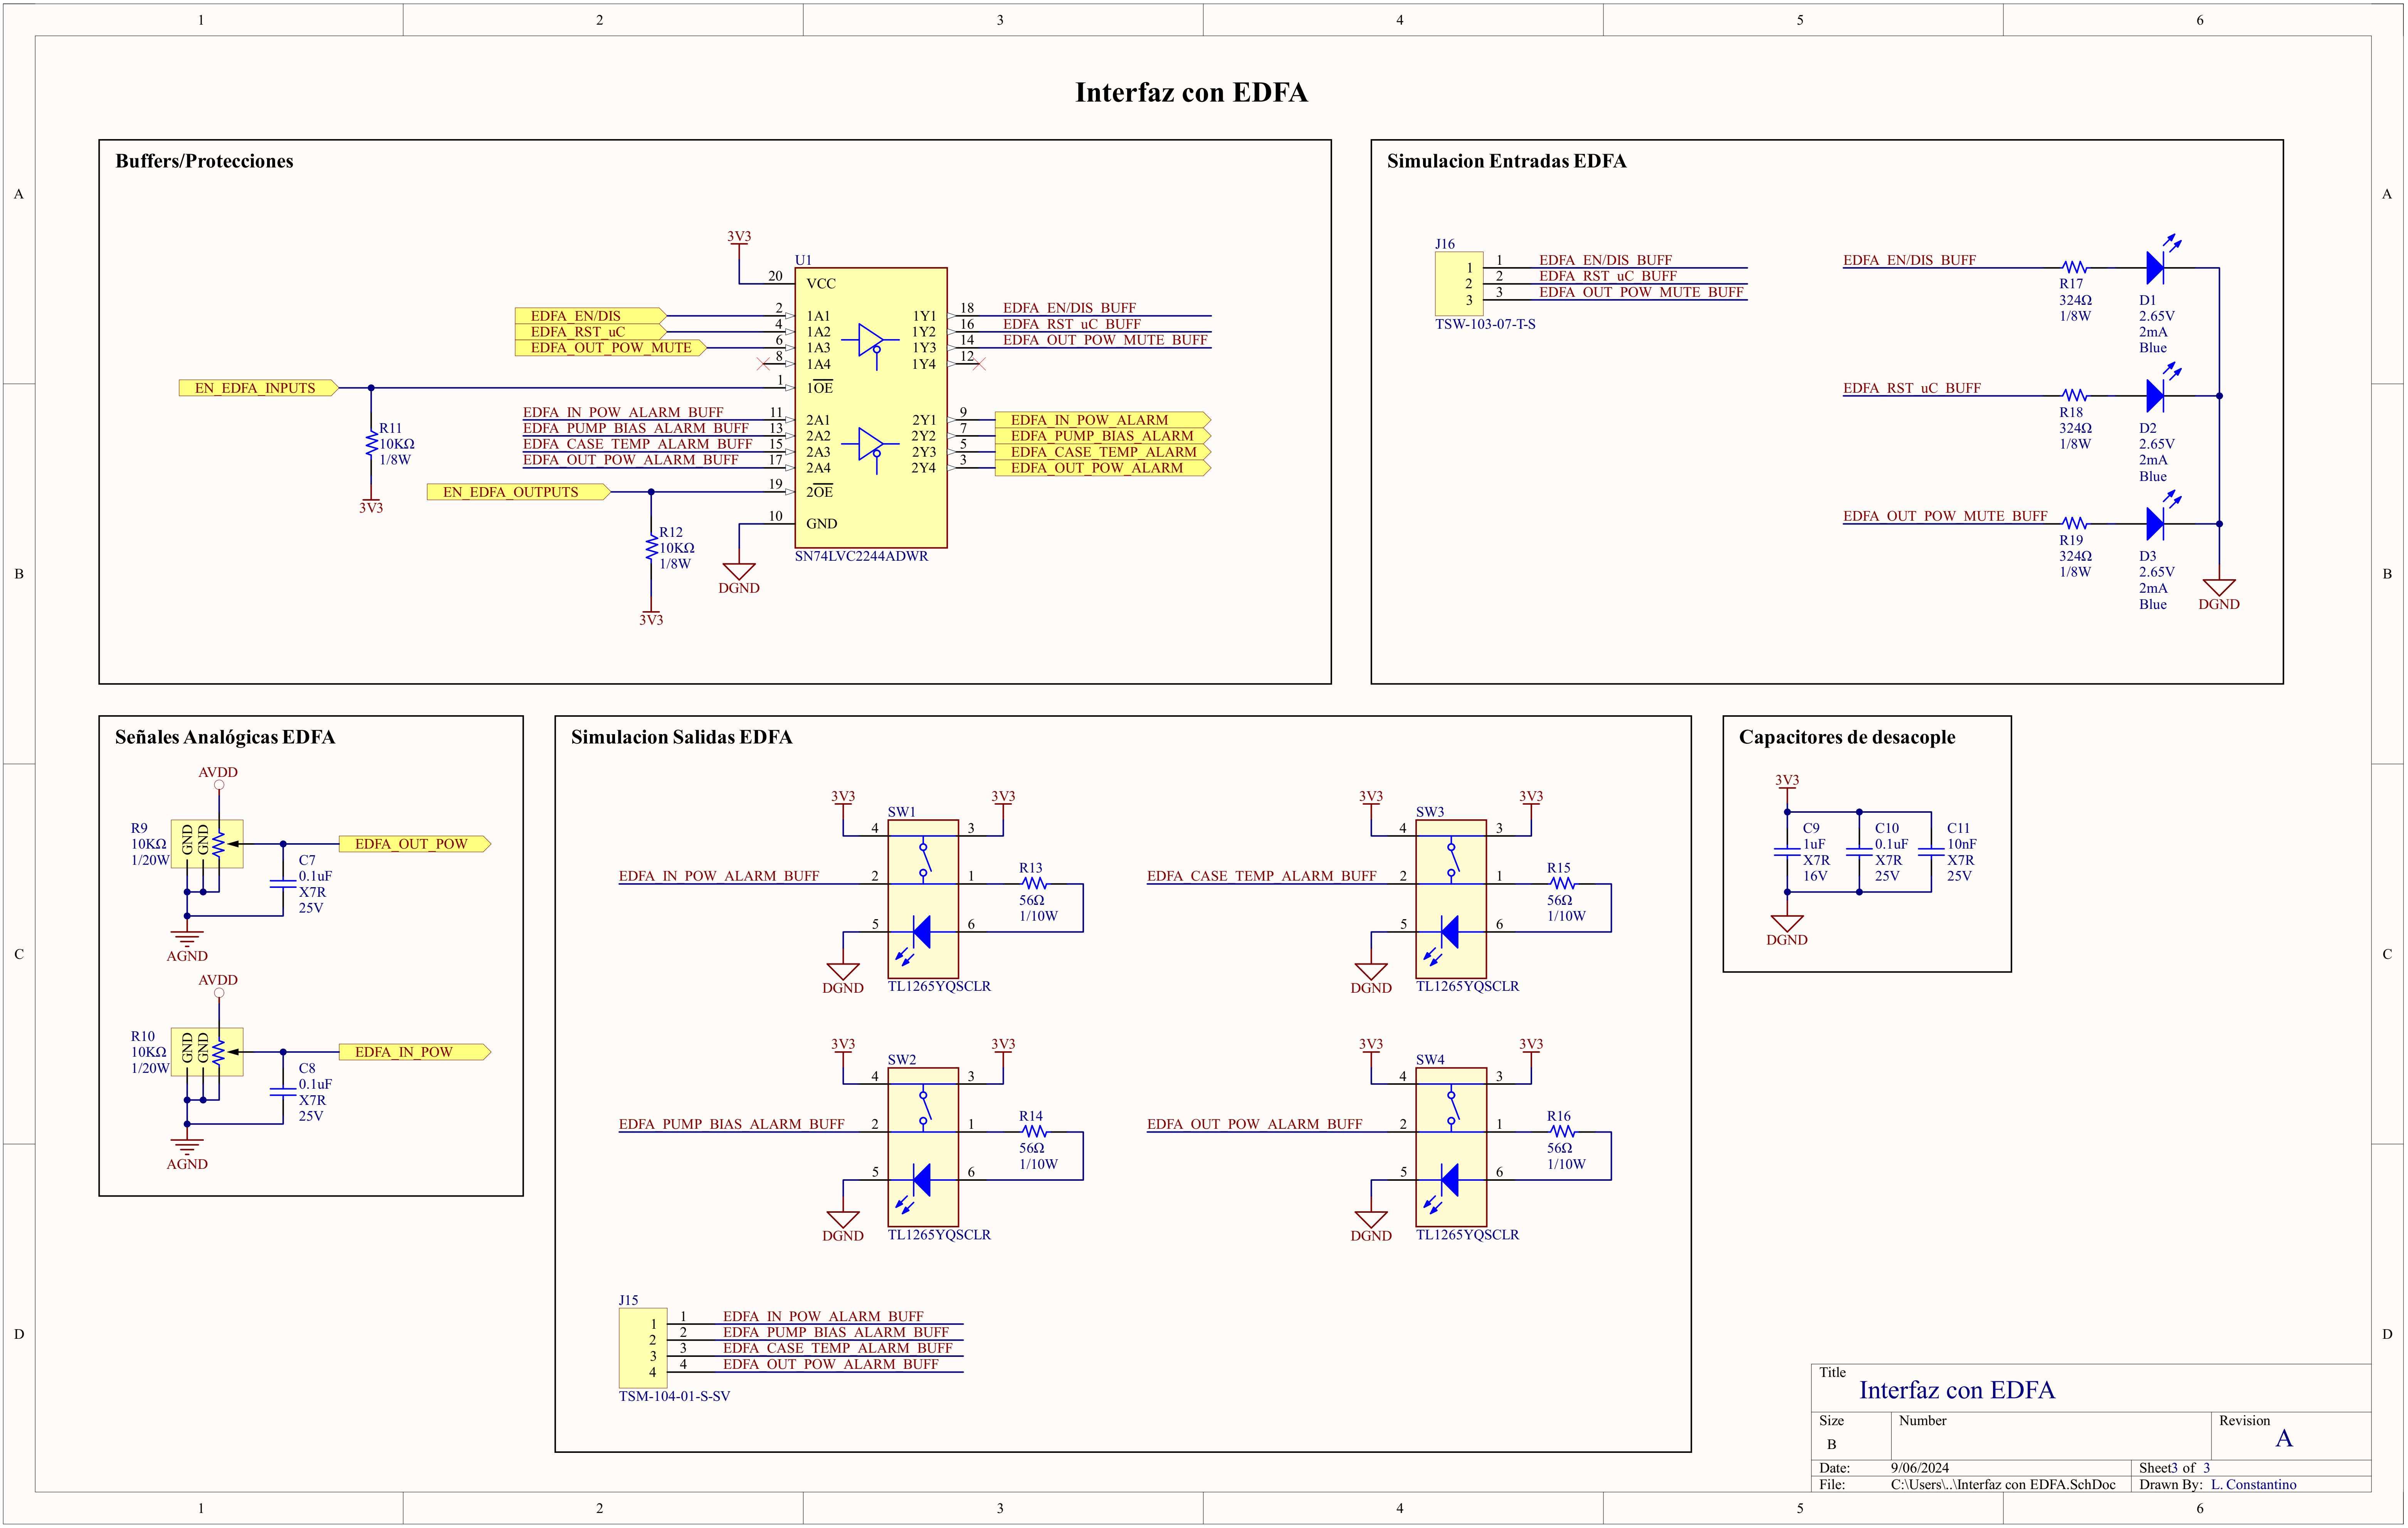 1 2 3 4 5 6
A
B
C
D
A
B
C
D
Interfaz con EDFA
Buffers/Protecciones
3V3
U1
20 VCC
EDFA_EN/DIS 2 1A1 1Y1 18 EDFA_EN/DIS_BUFF
EDFA_RST_uC 4 1A2 1Y2 16 EDFA_RST_uC_BUFF
EDFA_OUT_POW_MUTE 6 1A3 1Y3 14 EDFA_OUT_POW_MUTE_BUFF
8 1A4 1Y4 12
EN_EDFA_INPUTS 1 1OE
EDFA_IN_POW_ALARM_BUFF 11 2A1 2Y1 9 EDFA_IN_POW_ALARM
EDFA_PUMP_BIAS_ALARM_BUFF 13 2A2 2Y2 7 EDFA_PUMP_BIAS_ALARM
EDFA_CASE_TEMP_ALARM_BUFF 15 2A3 2Y3 5 EDFA_CASE_TEMP_ALARM
EDFA_OUT_POW_ALARM_BUFF 17 2A4 2Y4 3 EDFA_OUT_POW_ALARM
EN_EDFA_OUTPUTS 19 2OE
10 GND
SN74LVC2244ADWR
DGND
R11
10KΩ
1/8W
3V3
R12
10KΩ
1/8W
3V3
Simulacion Entradas EDFA
J16
1 1 EDFA_EN/DIS_BUFF
2 2 EDFA_RST_uC_BUFF
3 3 EDFA_OUT_POW_MUTE_BUFF
TSW-103-07-T-S
EDFA_EN/DIS_BUFF
R17
324Ω
1/8W
D1
2.65V
2mA
Blue
EDFA_RST_uC_BUFF
R18
324Ω
1/8W
D2
2.65V
2mA
Blue
EDFA_OUT_POW_MUTE_BUFF
R19
324Ω
1/8W
D3
2.65V
2mA
Blue
DGND
Señales Analógicas EDFA
AVDD
R9
10KΩ
1/20W
GND
GND
EDFA_OUT_POW
C7
0.1uF
X7R
25V
AGND
AVDD
R10
10KΩ
1/20W
GND
GND
EDFA_IN_POW
C8
0.1uF
X7R
25V
AGND
Simulacion Salidas EDFA
3V3 SW1 3V3
4 3
EDFA_IN_POW_ALARM_BUFF 2 1
R13
56Ω
1/10W
5 6
DGND TL1265YQSCLR
3V3 SW3 3V3
4 3
EDFA_CASE_TEMP_ALARM_BUFF 2 1
R15
56Ω
1/10W
5 6
DGND TL1265YQSCLR
3V3 SW2 3V3
4 3
EDFA_PUMP_BIAS_ALARM_BUFF 2 1
R14
56Ω
1/10W
5 6
DGND TL1265YQSCLR
3V3 SW4 3V3
4 3
EDFA_OUT_POW_ALARM_BUFF 2 1
R16
56Ω
1/10W
5 6
DGND TL1265YQSCLR
J15
1 1 EDFA_IN_POW_ALARM_BUFF
2 2 EDFA_PUMP_BIAS_ALARM_BUFF
3 3 EDFA_CASE_TEMP_ALARM_BUFF
4 4 EDFA_OUT_POW_ALARM_BUFF
TSM-104-01-S-SV
Capacitores de desacople
3V3
C9
1uF
X7R
16V
C10
0.1uF
X7R
25V
C11
10nF
X7R
25V
DGND
Title
Interfaz con EDFA
Size Number Revision
B A
Date: 9/06/2024 Sheet3 of 3
File: C:\Users\..\Interfaz con EDFA.SchDoc Drawn By: L. Constantino
1 2 3 4 5 6